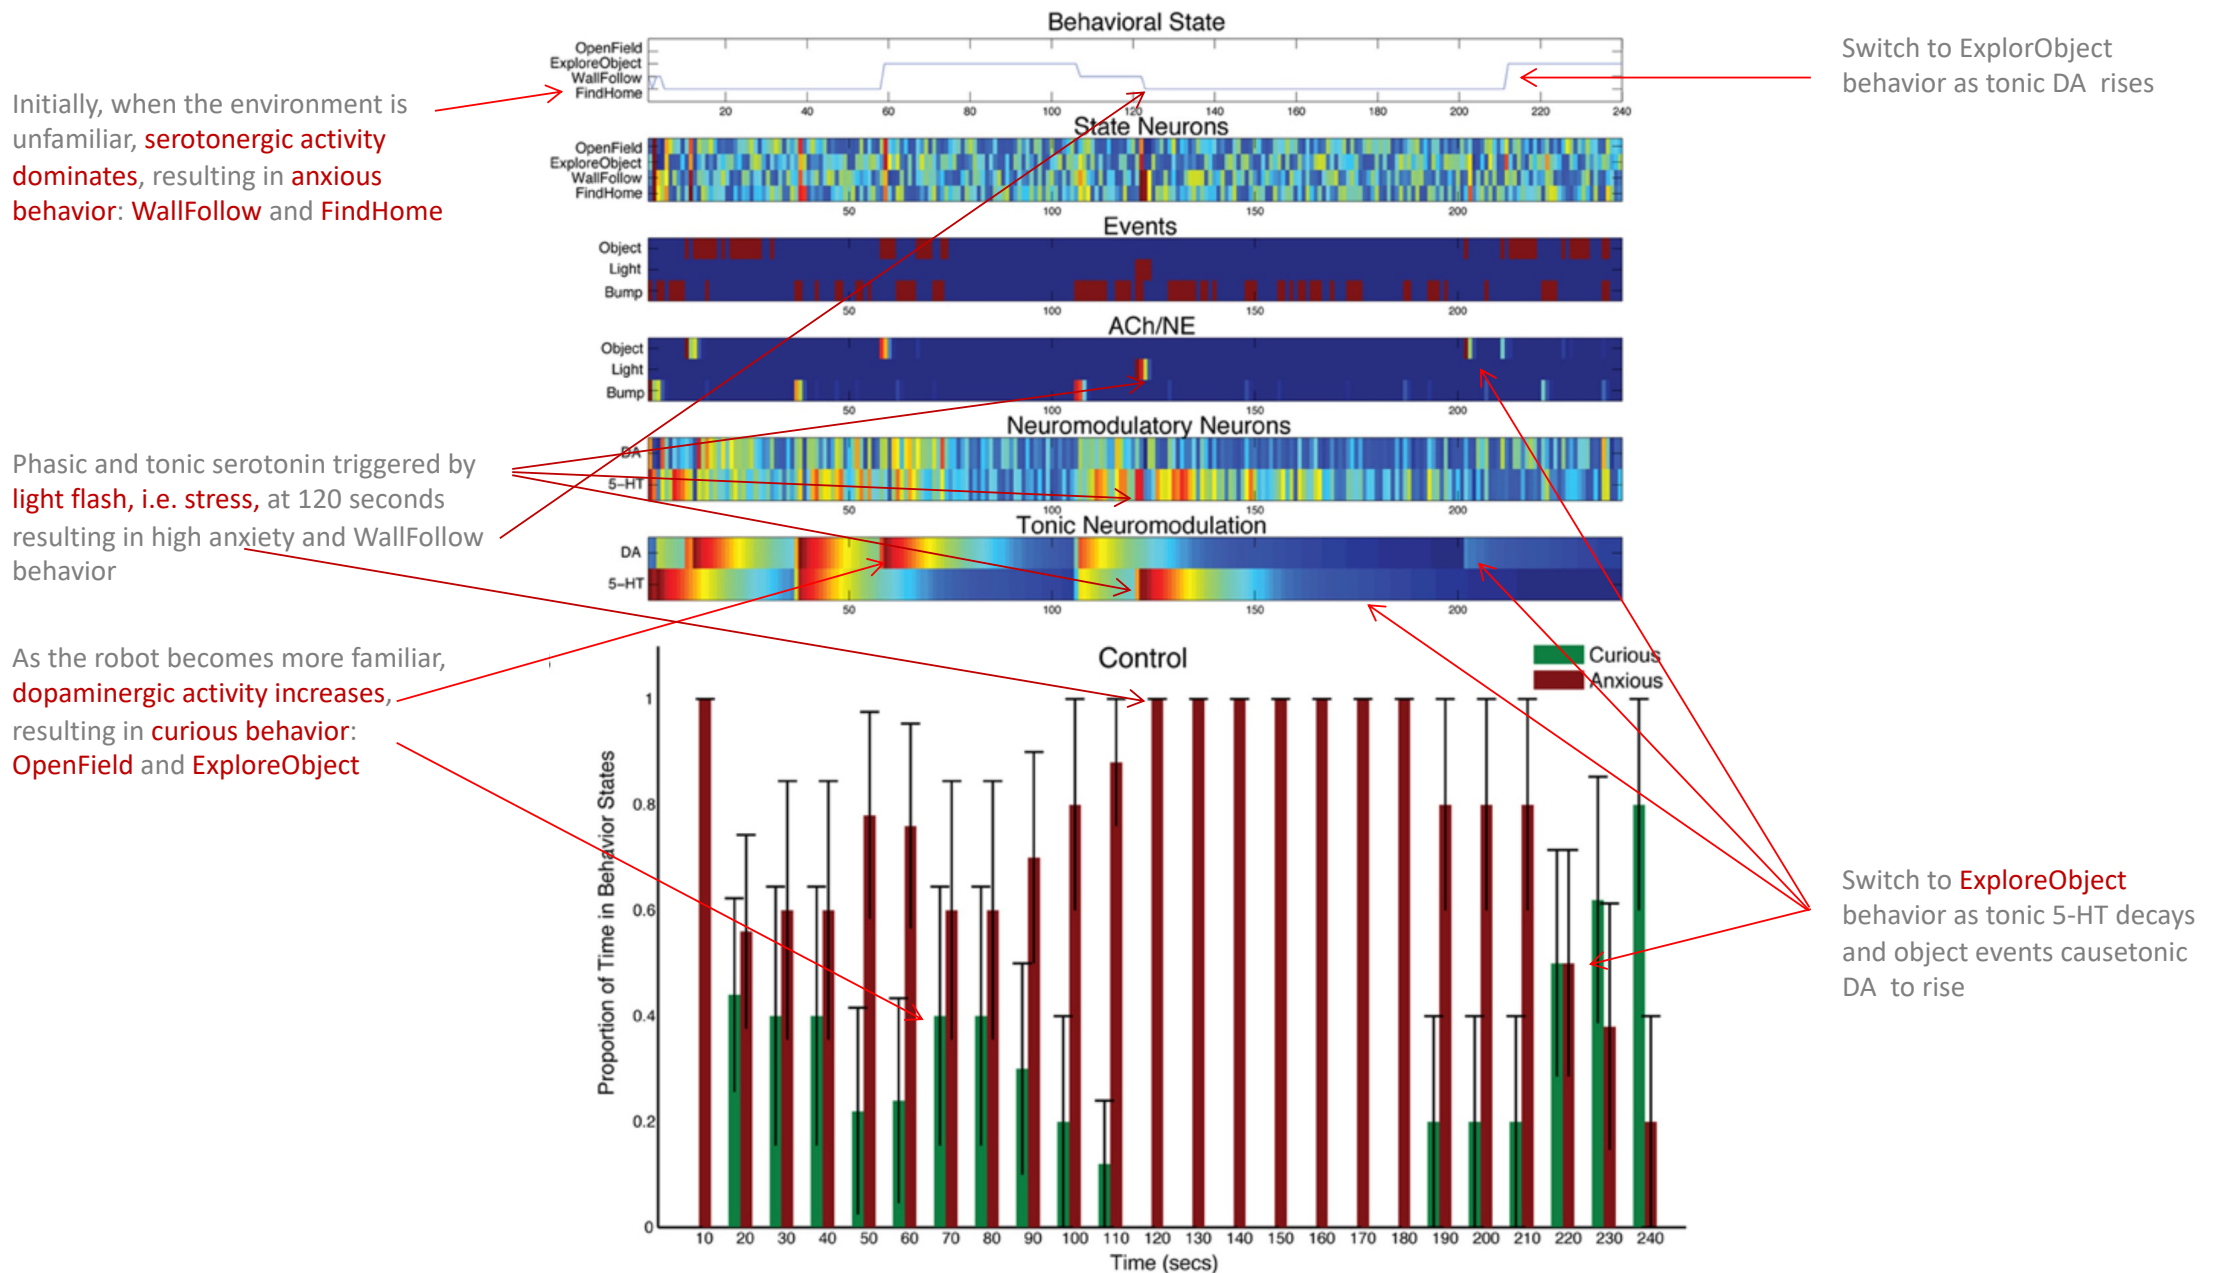 Behavioral State
OpenField
ExploreObject
WallFollow
FindHome
20 40 60 80 100 120 140 160 180 200 220 240
State Neurons
OpenField
ExploreObject
WallFollow
FindHome
50 100 150 200
Events
Object
Light
Bump
50 100 150 200
ACh/NE
Object
Light
Bump
50 100 150 200
Neuromodulatory Neurons
DA
5-HT
50 100 150 200
Tonic Neuromodulation
DA
5-HT
50 100 150 200
Control
Curious
Anxious
Proportion of Time in Behavior States
1
0.8
0.6
0.4
0.2
0
10 20 30 40 50 60 70 80 90 100 110 120 130 140 150 160 170 180 190 200 210 220 230 240
Time (secs)
Initially, when the environment is
unfamiliar, serotonergic activity
dominates, resulting in anxious
behavior: WallFollow and FindHome
Phasic and tonic serotonin triggered by
light flash, i.e. stress, at 120 seconds
resulting in high anxiety and WallFollow
behavior
As the robot becomes more familiar,
dopaminergic activity increases,
resulting in curious behavior:
OpenField and ExploreObject
Switch to ExplorObject
behavior as tonic DA rises
Switch to ExploreObject
behavior as tonic 5-HT decays
and object events causetonic
DA to rise